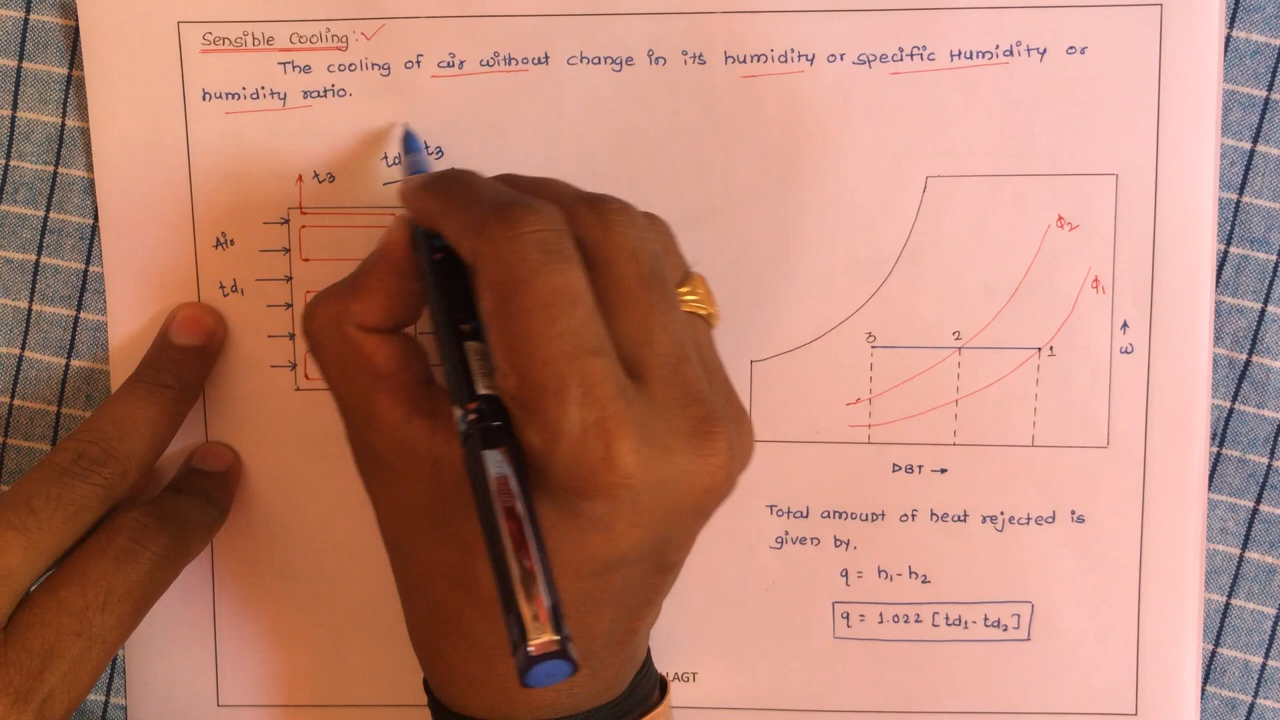 Sensible Cooling:
The cooling of air without change in its humidity or specific Humidity or
humidity ratio.
t3
td t3
Air
td1
ϕ2
ϕ1
3
2
1
ω
DBT →
Total amount of heat rejected is
given by.
q = h1-h2
q = 1.022 [td1-td2]
LAGT